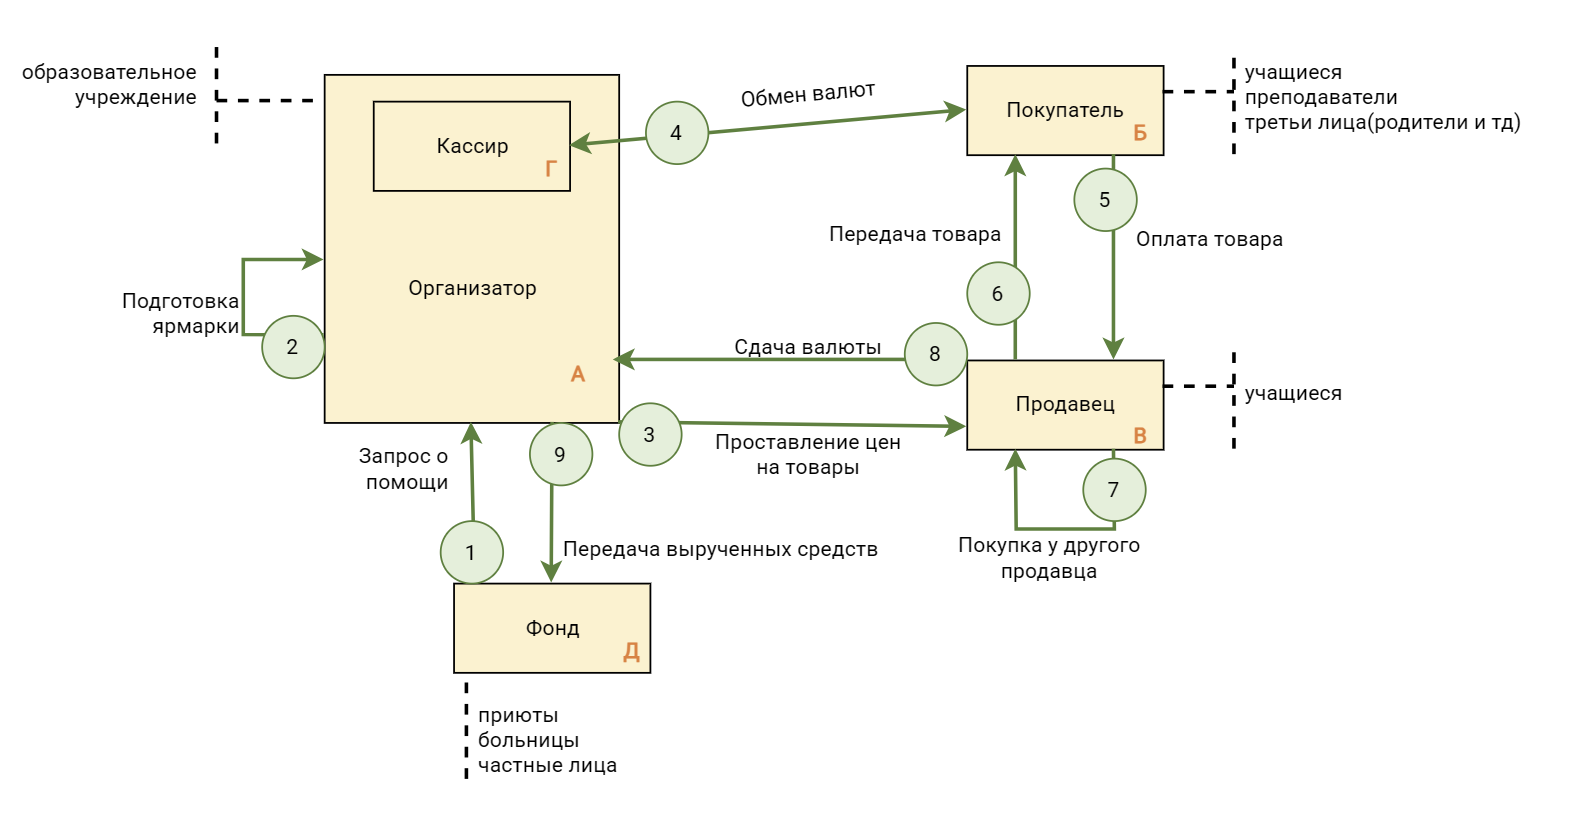 образовательное
учреждение
Кассир
Г
4
Обмен валют
Покупатель
Б
учащиеся
преподаватели
третьи лица(родители и тд)
5
Передача товара
Оплата товара
6
Подготовка
ярмарки
2
Организатор
А
Сдача валюты
8
Продавец
В
учащиеся
3
Проставление цен
на товары
Запрос о
помощи
9
7
Покупка у другого
продавца
1
Передача вырученных средств
Фонд
Д
приюты
больницы
частные лица